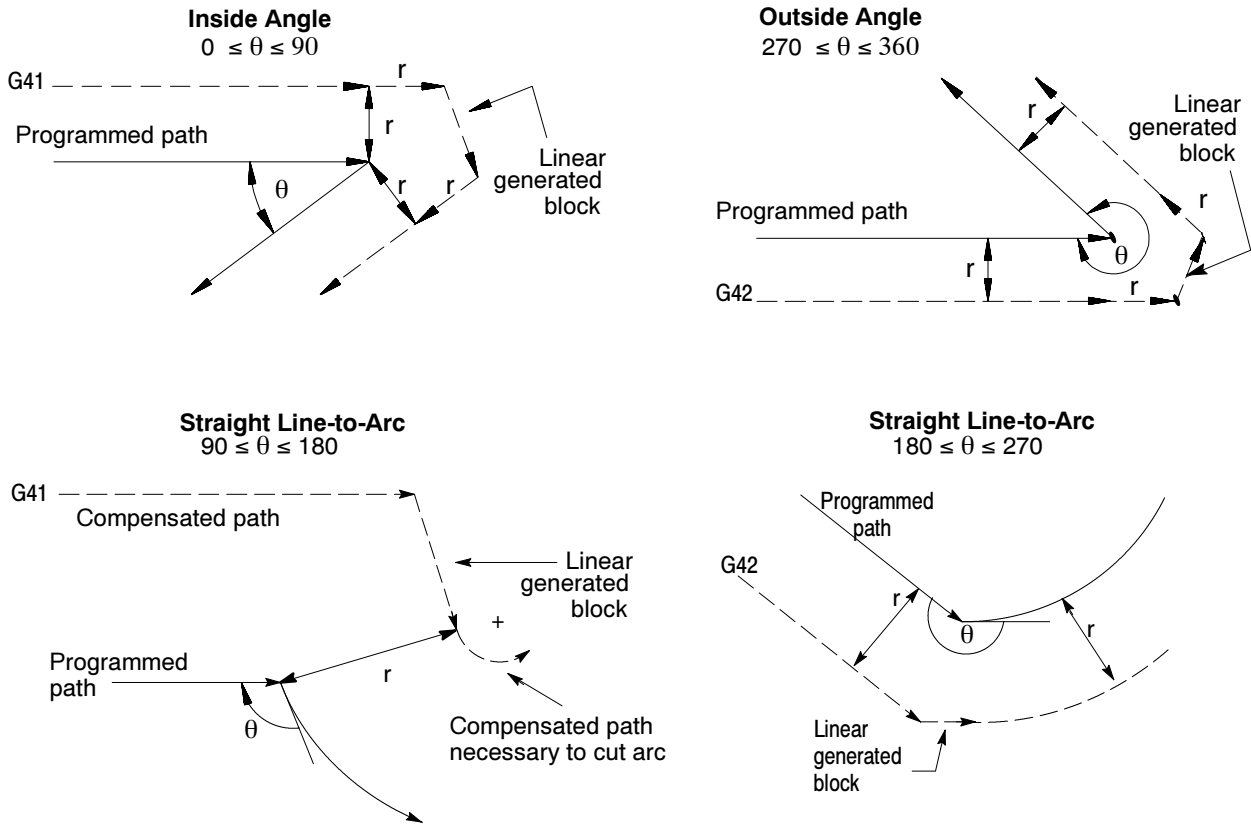 Inside Angle
0 ≤ θ ≤ 90
G41
r
Programmed path
r
θ
r
r
Linear
generated
block
Outside Angle
270 ≤ θ ≤ 360
r
Linear
generated
block
Programmed path
r
θ
r
G42
r
Straight Line-to-Arc
90 ≤ θ ≤ 180
G41
Compensated path
Linear
generated
block
+
Programmed
path
r
θ
Compensated path
necessary to cut arc
Straight Line-to-Arc
180 ≤ θ ≤ 270
Programmed
path
G42
r
θ
r
Linear
generated
block